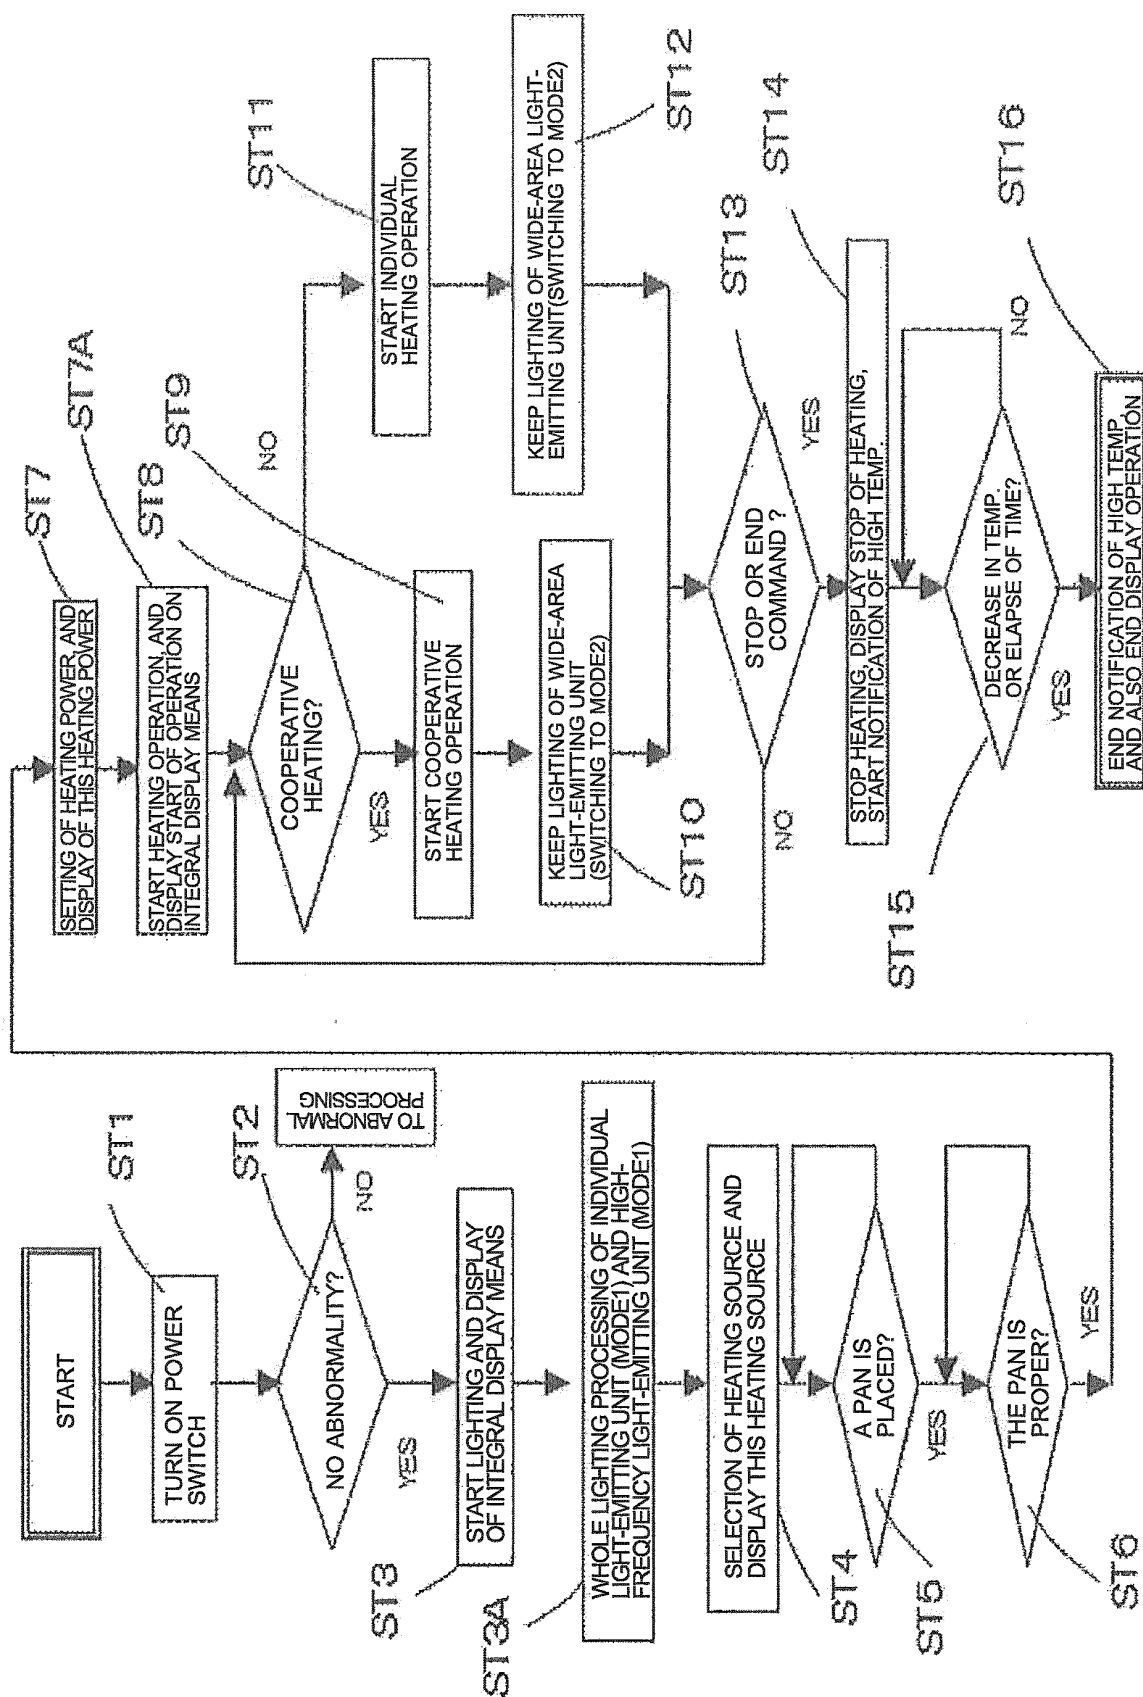 START
ST1
TURN ON POWER
SWITCH
ST2
NO ABNORMALITY?
NO
TO ABNORMAL
PROCESSING
YES
ST3
START LIGHTING AND DISPLAY
OF INTEGRAL DISPLAY MEANS
ST3A
WHOLE LIGHTING PROCESSING OF INDIVIDUAL
LIGHT-EMITTING UNIT (MODE1) AND HIGH-
FREQUENCY LIGHT-EMITTING UNIT (MODE1)
SELECTION OF HEATING SOURCE AND
DISPLAY THIS HEATING SOURCE
ST4
A PAN IS
PLACED?
ST5
YES
THE PAN IS
PROPER?
ST6
YES
ST7
SETTING OF HEATING POWER, AND
DISPLAY OF THIS HEATING POWER
ST7A
START HEATING OPERATION, AND
DISPLAY START OF OPERATION ON
INTEGRAL DISPLAY MEANS
ST8
COOPERATIVE
HEATING?
NO
YES
ST9
START COOPERATIVE
HEATING OPERATION
KEEP LIGHTING OF WIDE-AREA
LIGHT-EMITTING UNIT
(SWITCHING TO MODE2)
ST10
ST11
START INDIVIDUAL
HEATING OPERATION
KEEP LIGHTING OF WIDE-AREA LIGHT-
EMITTING UNIT(SWITCHING TO MODE2)
ST12
ST13
STOP OR END
COMMAND ?
NO
YES
ST14
STOP HEATING, DISPLAY STOP OF HEATING,
START NOTIFICATION OF HIGH TEMP.
ST15
DECREASE IN TEMP.
OR ELAPSE OF TIME?
NO
YES
ST16
END NOTIFICATION OF HIGH TEMP,
AND ALSO END DISPLAY OPERATION